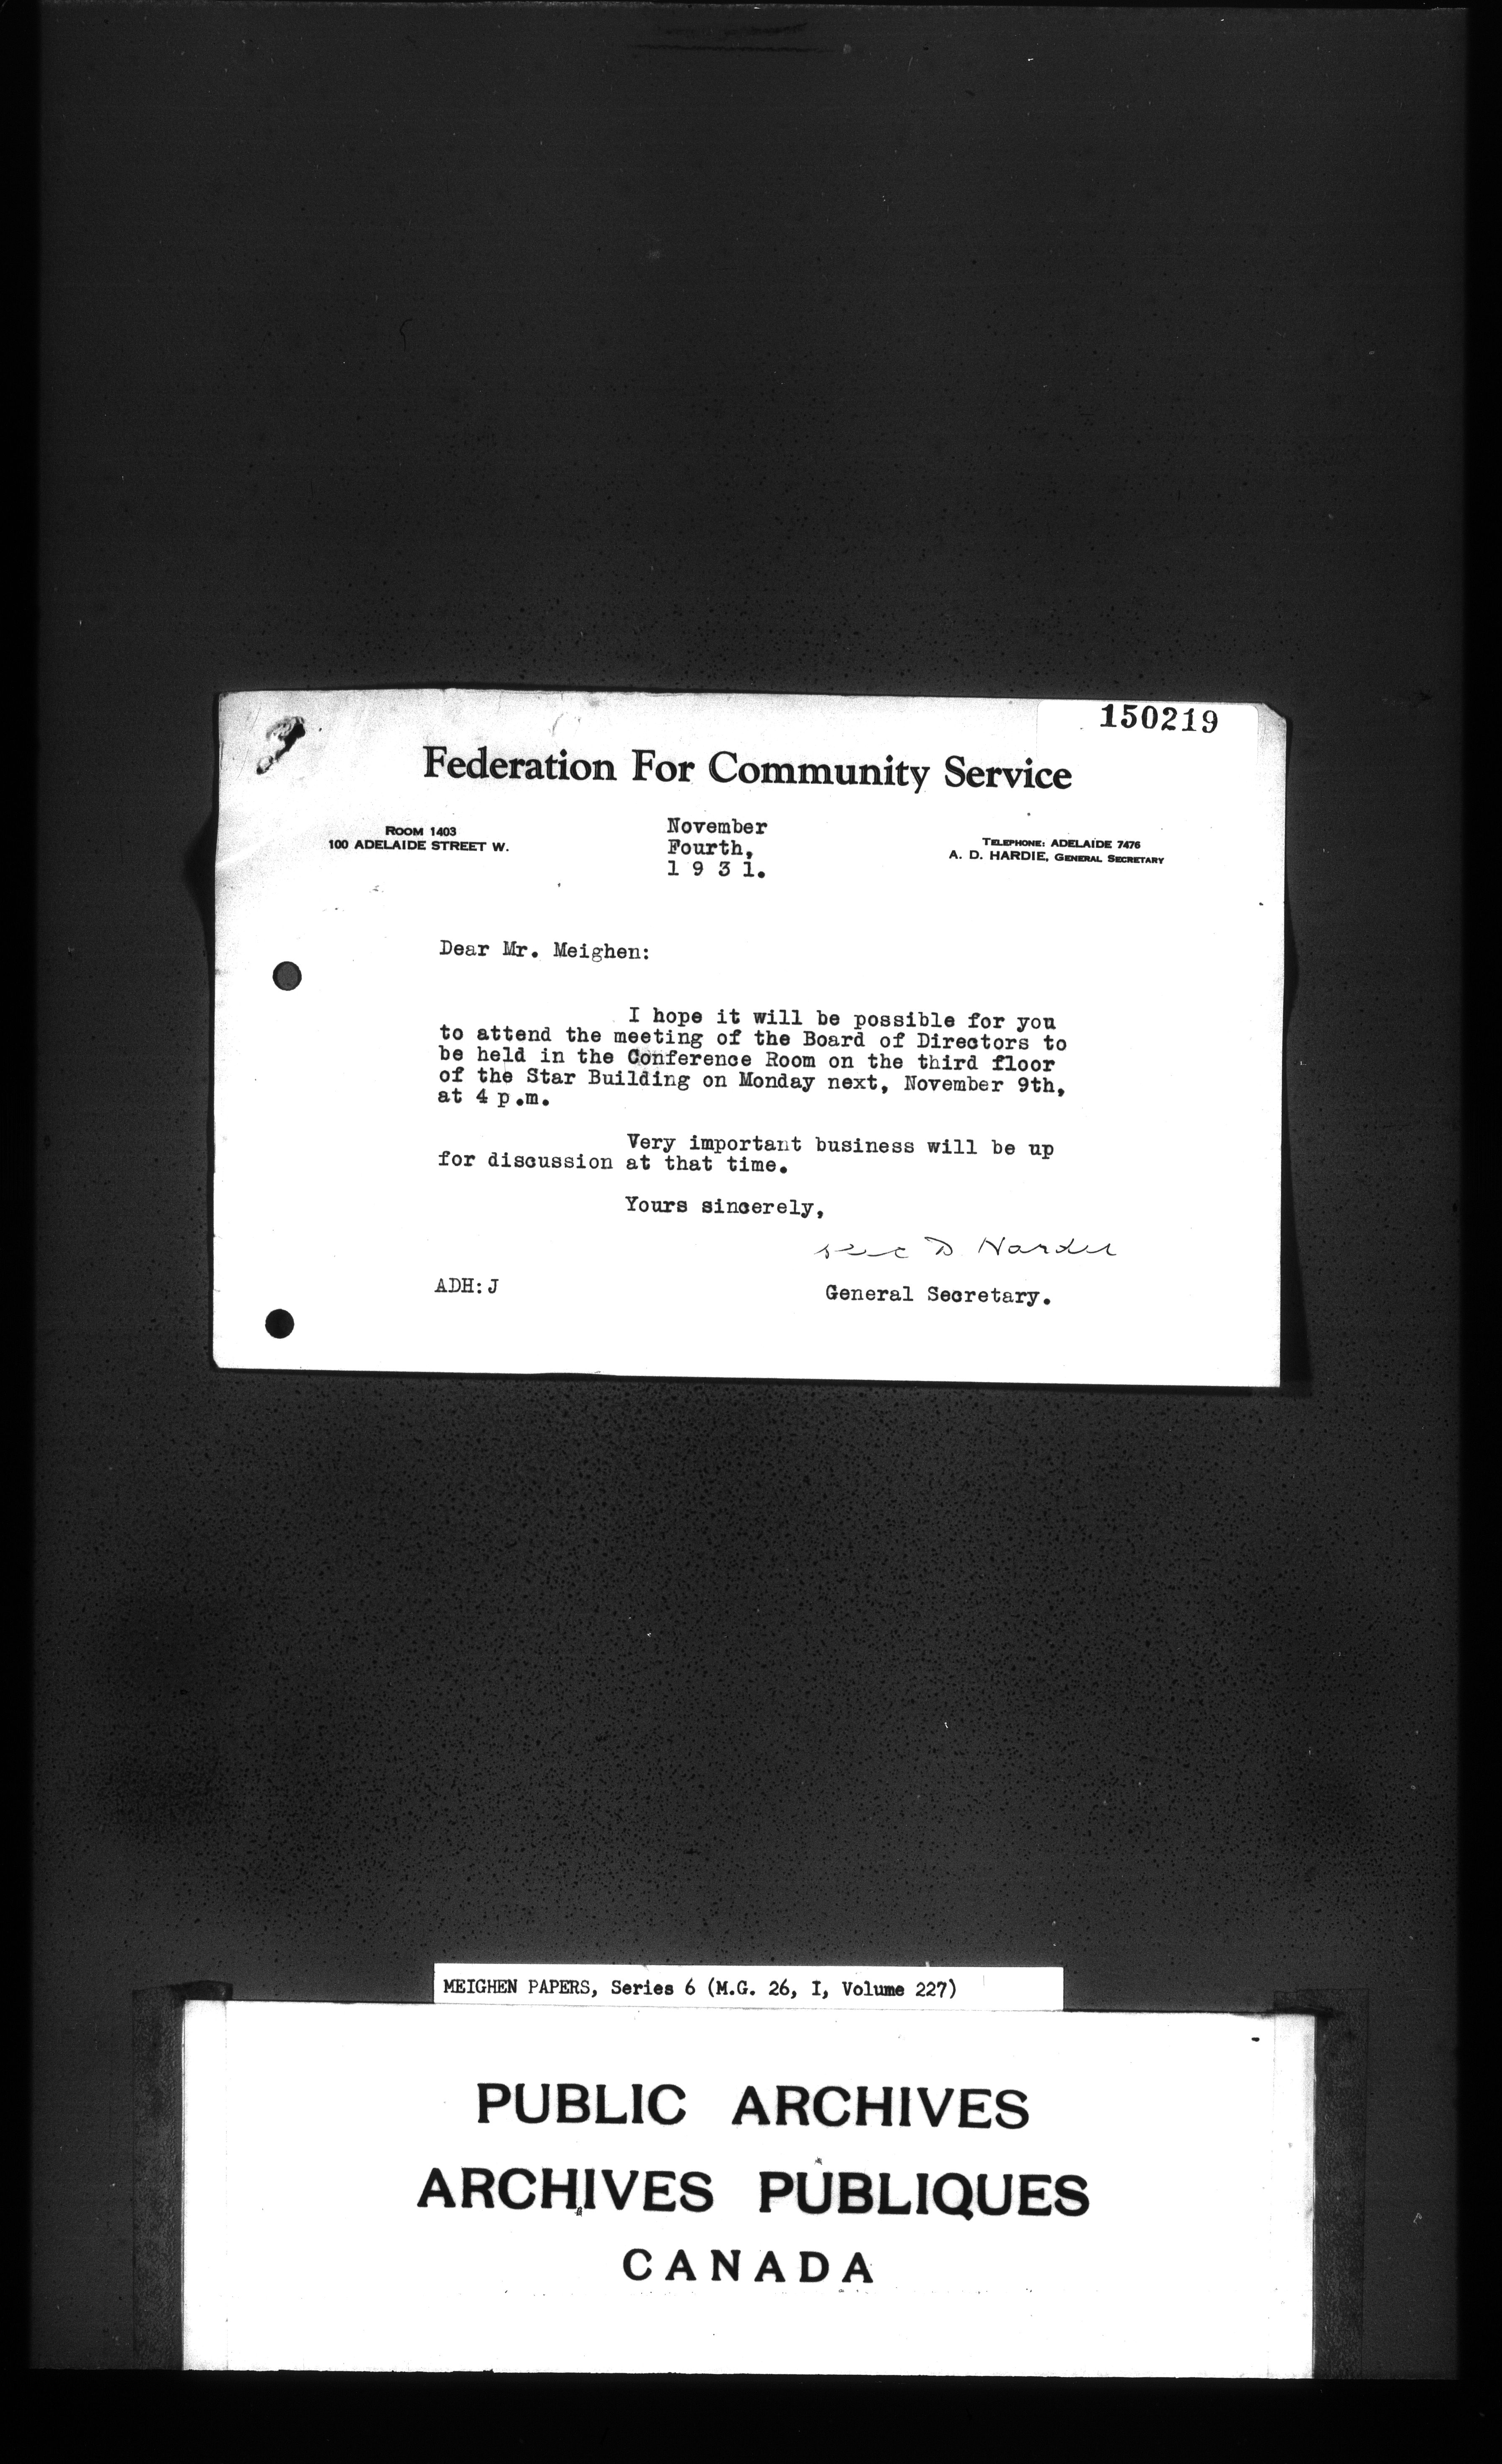 150219
Federation For Community Service
ROOM 1403
100 ADELAIDE STREET W.
November
Fourth,
1 9 3 1.
TELEPHONE: ADELAIDE 7476
A. D. HARDIE, GENERAL SECRETARY
Dear Mr. Meighen:
I hope it will be possible for you
to attend the meeting of the Board of Directors to
be held in the Conference Room on the third floor
of the Star Building on Monday next, November 9th,
at 4 p.m.
Very important business will be up
for discussion at that time.
Yours sincerely,
D Hardie
ADH:J
General Secretary.
MEIGHEN PAPERS, Series 6 (M.G. 26, I, Volume 227)
PUBLIC ARCHIVES
ARCHIVES PUBLIQUES
CANADA